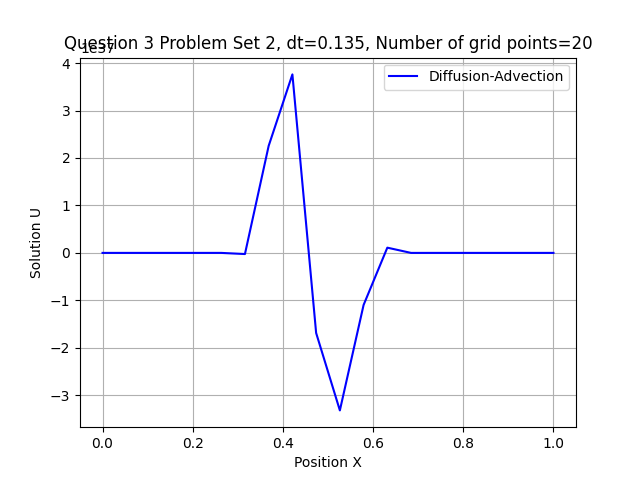 Question 3 Problem Set 2, dt=0.135, Number of grid points=20
1e37
Diffusion-Advection
4
3
2
1
0
−1
−2
−3
Solution U
0.0 0.2 0.4 0.6 0.8 1.0
Position X